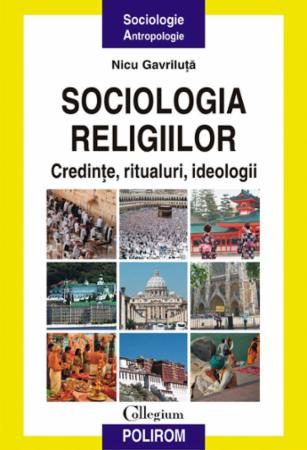 Sociologie
Antropologie
Nicu Gavriluță
SOCIOLOGIA
RELIGIILOR
Credințe, ritualuri, ideologii
Collegium
POLIROM